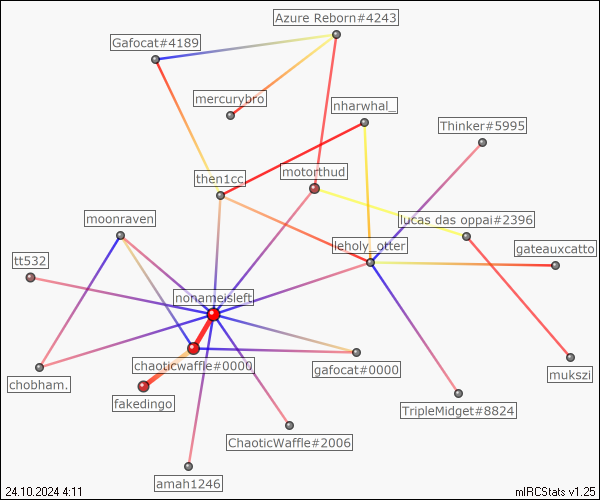 Azure Reborn#4243
Gafocat#4189
mercurybro
nharwhal_
Thinker#5995
then1cc
motorthud
moonraven
lucas das oppai#2396
leholy_otter
gateauxcatto
tt532
nonameisleft
chaoticwaffle#0000
gafocat#0000
mukszi
chobham.
fakedingo
TripleMidget#8824
ChaoticWaffle#2006
amah1246
24.10.2024 4:11
mIRCStats v1.25